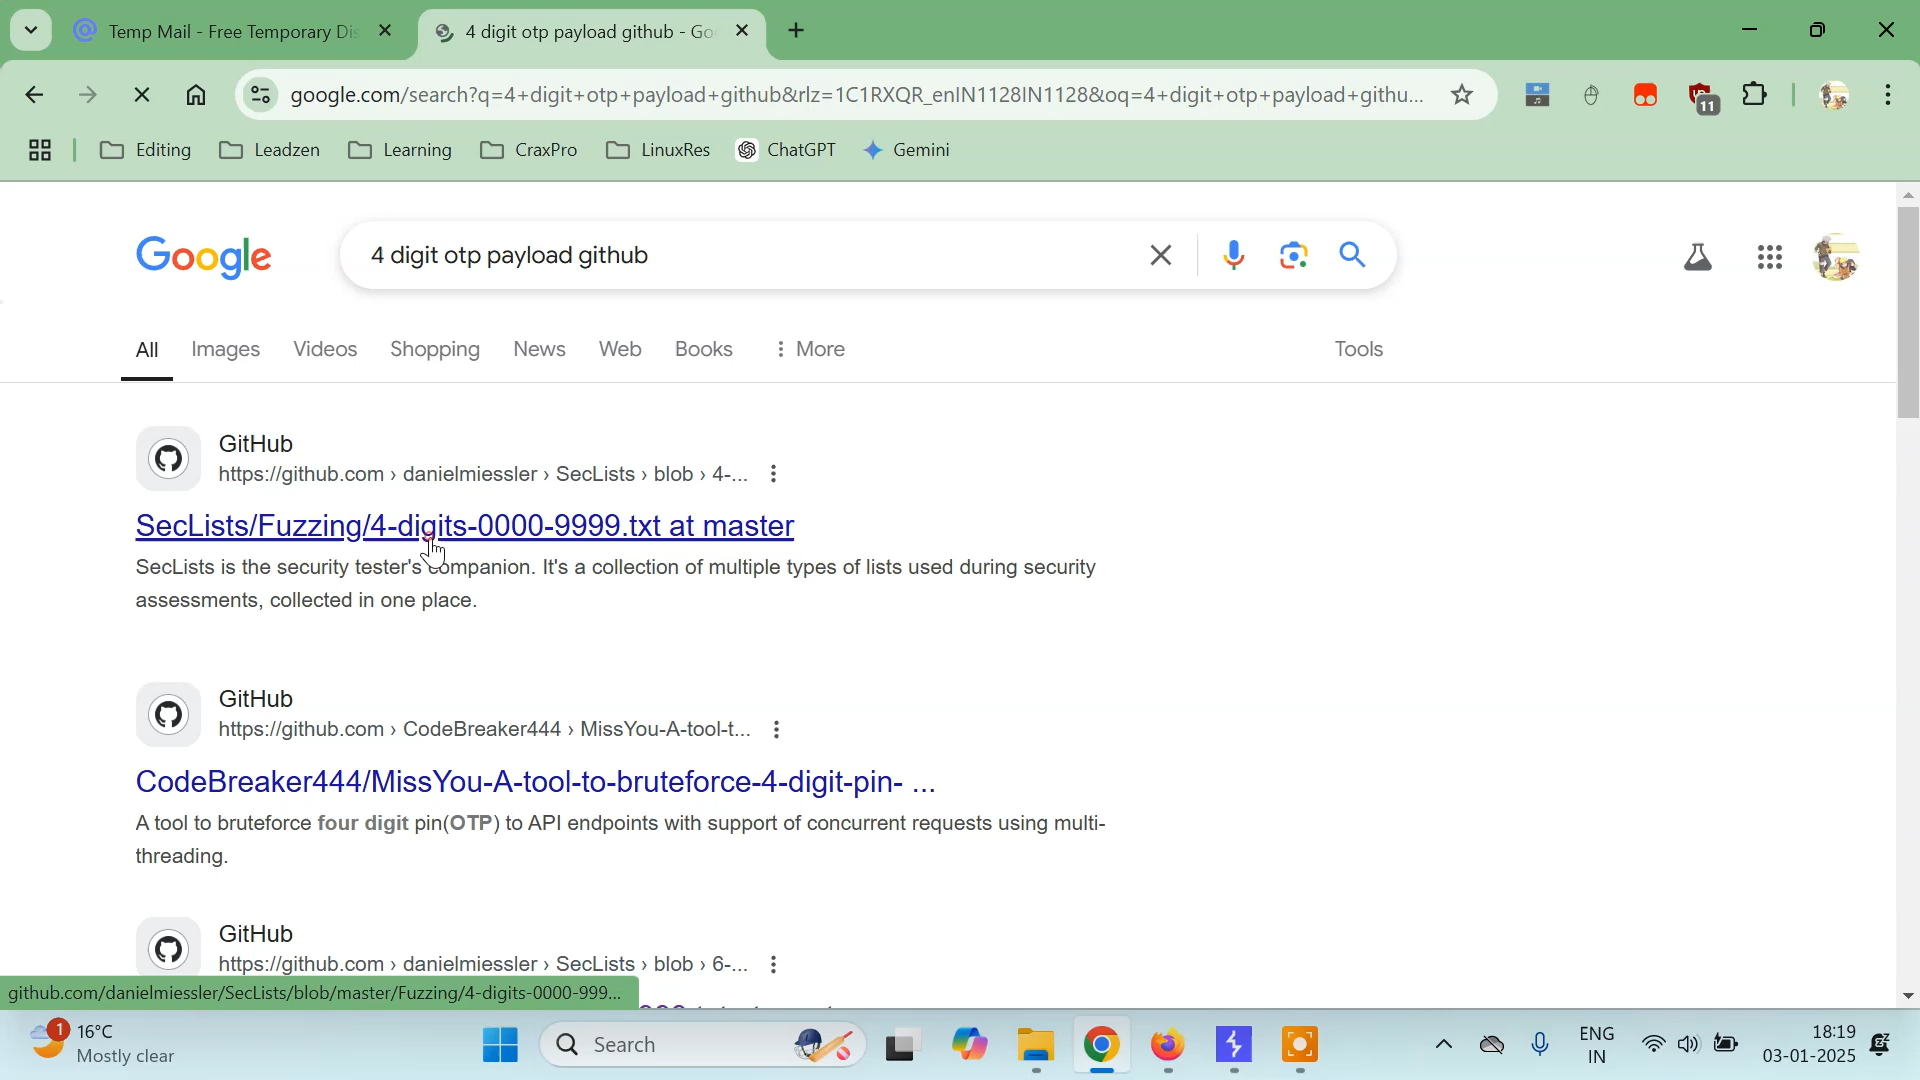 Temp Mail - Free Temporary Dis
4 digit otp payload github - Go
google.com/search?q=4+digit+otp+payload+github&rlz=1C1RXQR_enIN1128IN1128&oq=4+digit+otp+payload+githu...
11
Editing
Leadzen
Learning
CraxPro
LinuxRes
ChatGPT
Gemini
Google
4 digit otp payload github
All
Images
Videos
Shopping
News
Web
Books
More
Tools
GitHub
https://github.com › danielmiessler › SecLists › blob › 4-...
SecLists/Fuzzing/4-digits-0000-9999.txt at master
SecLists is the security tester's companion. It's a collection of multiple types of lists used during security
assessments, collected in one place.
GitHub
https://github.com › CodeBreaker444 › MissYou-A-tool-t...
CodeBreaker444/MissYou-A-tool-to-bruteforce-4-digit-pin- ...
A tool to bruteforce four digit pin(OTP) to API endpoints with support of concurrent requests using multi-
threading.
GitHub
https://github.com › danielmiessler › SecLists › blob › 6-...
github.com/danielmiessler/SecLists/blob/master/Fuzzing/4-digits-0000-999...
1
16°C
Mostly clear
Search
ENG
IN
18:19
03-01-2025